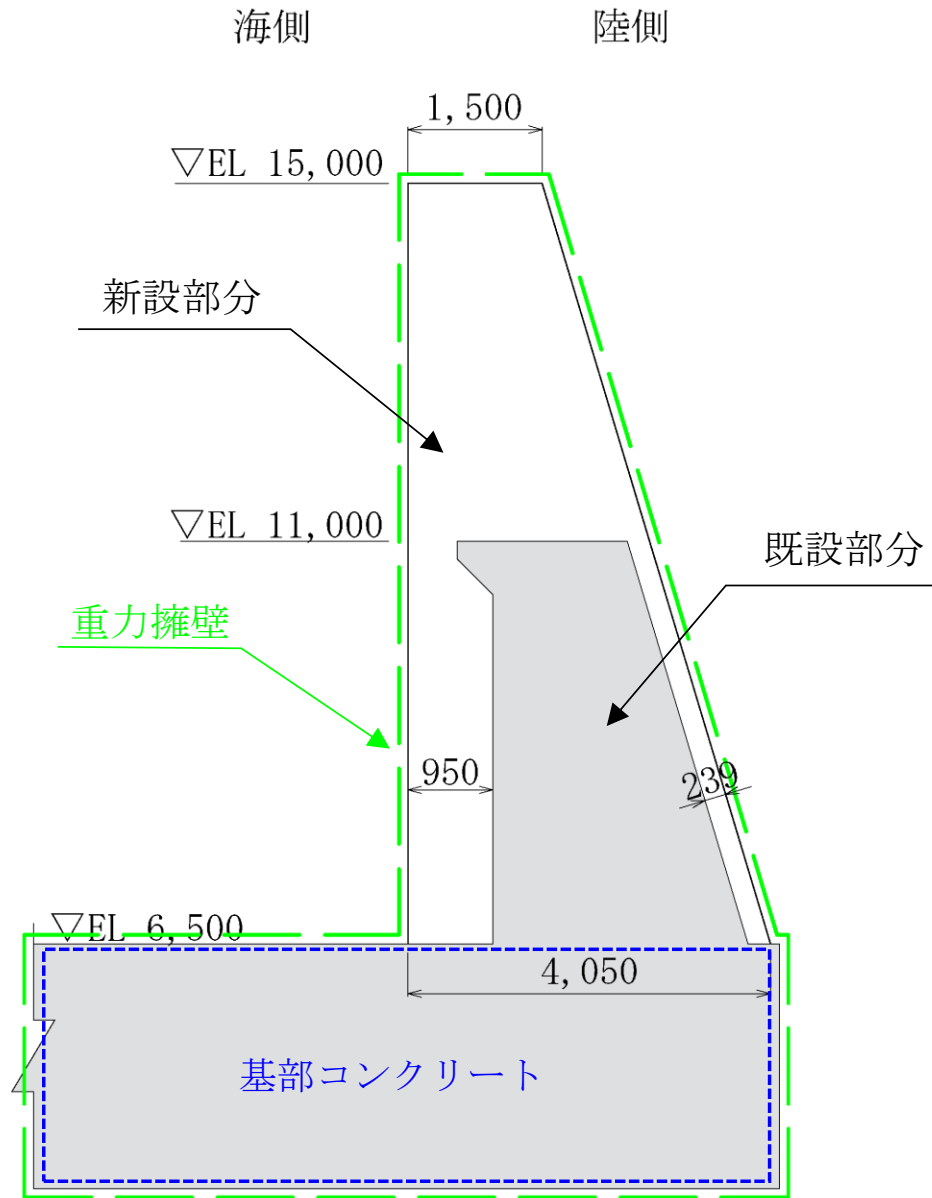 海側
陸側
1,500
▽EL 15,000
新設部分
▽EL 11,000
既設部分
重力擁壁
950
239
▽EL 6,500
4,050
基部コンクリート